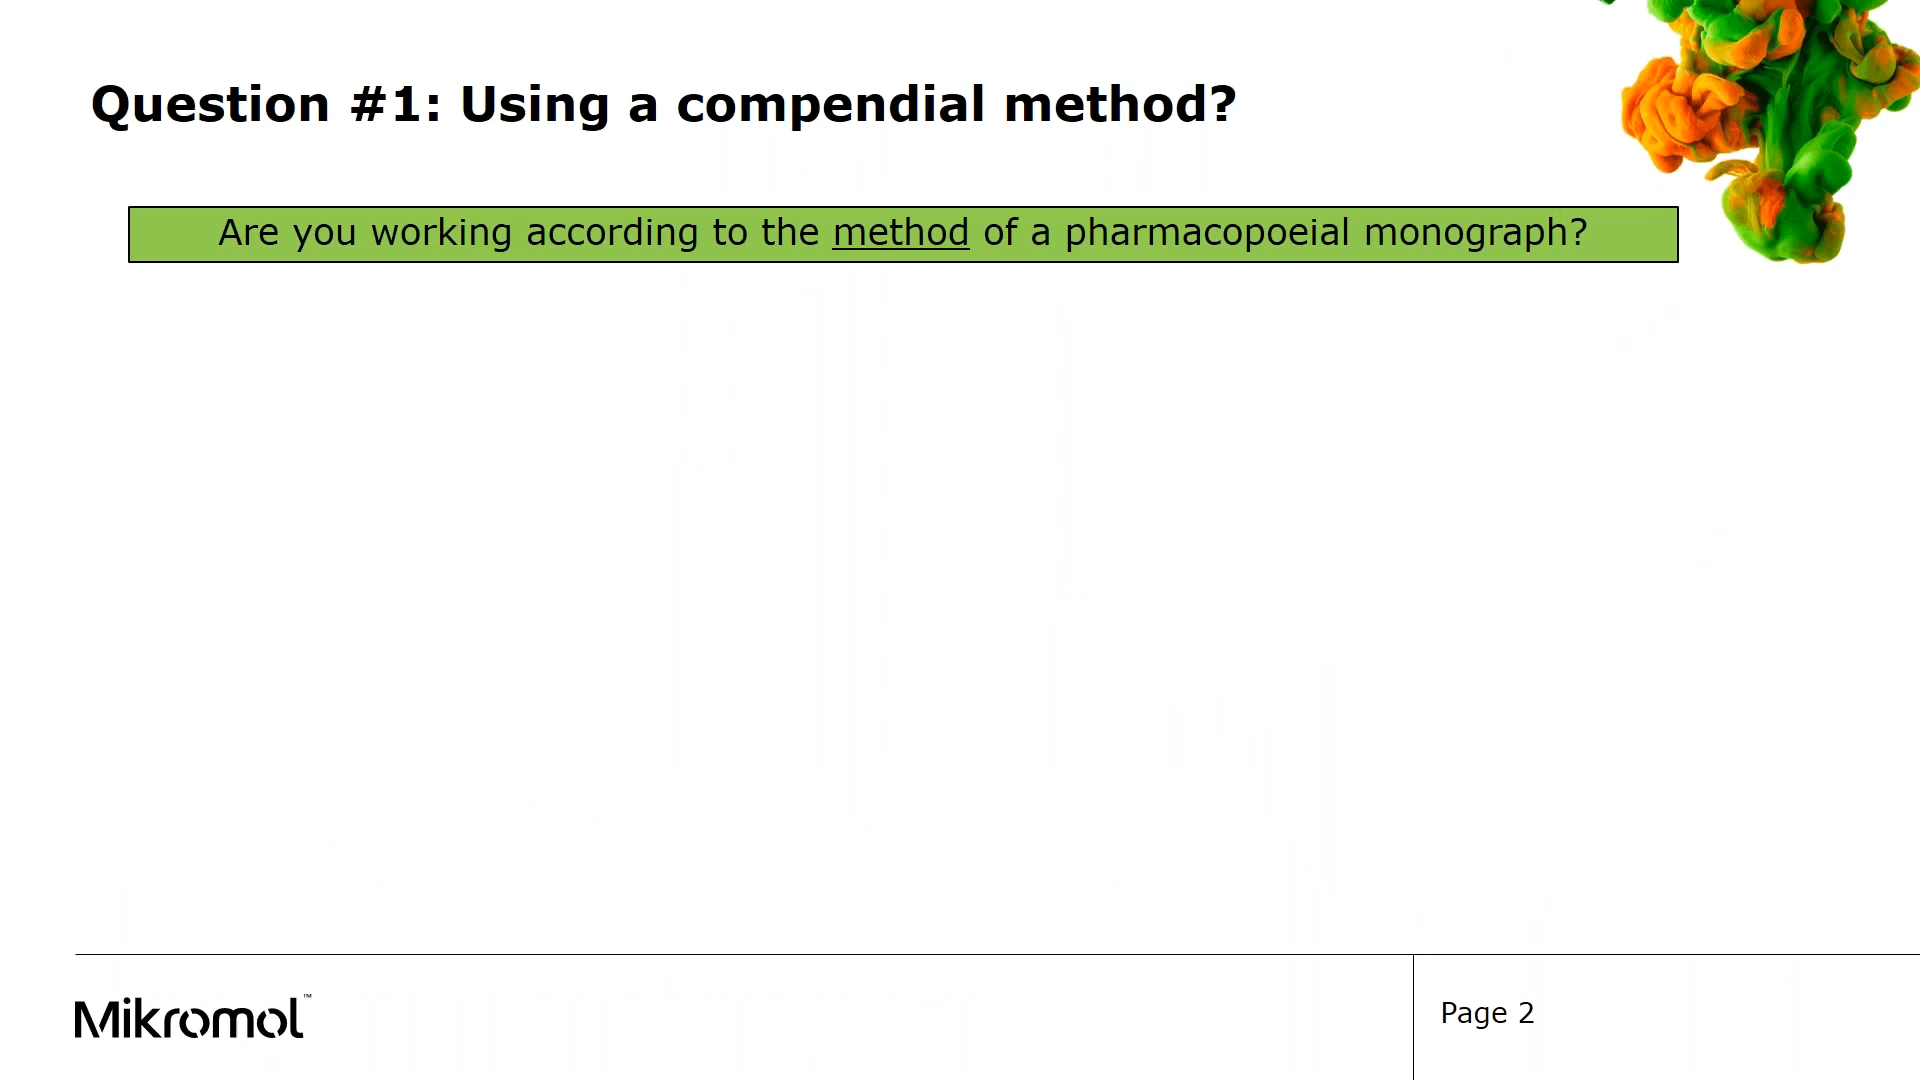 Question #1: Using a compendial method?
Are you working according to the method of a pharmacopoeial monograph?
Mikromol™
Page 2